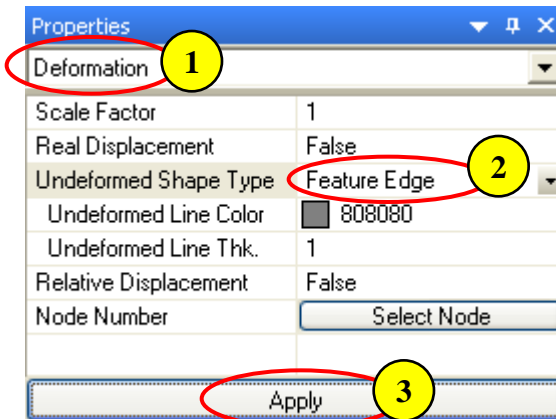 Properties
Deformation 1
Scale Factor 1
Real Displacement False
Undeformed Shape Type Feature Edge 2
Undeformed Line Color 808080
Undeformed Line Thk. 1
Relative Displacement False
Node Number Select Node
Apply 3